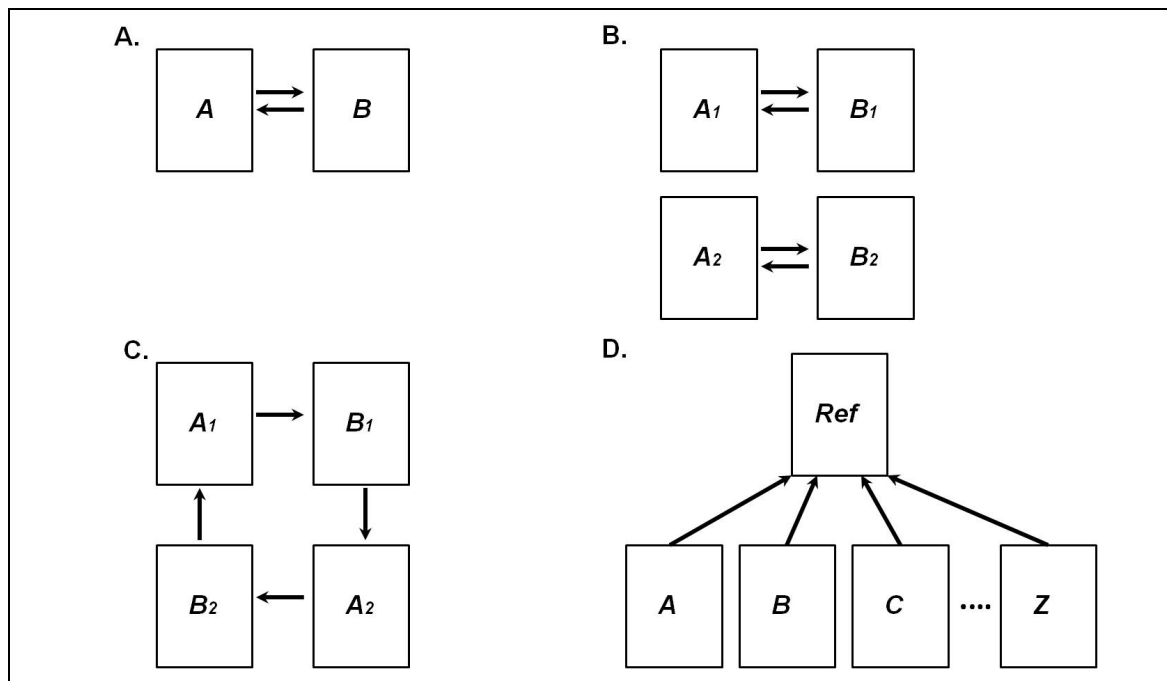 A.
A B
B.
A1 B1
A2 B2
C.
A1 B1
B2 A2
D.
Ref
A B C .... Z